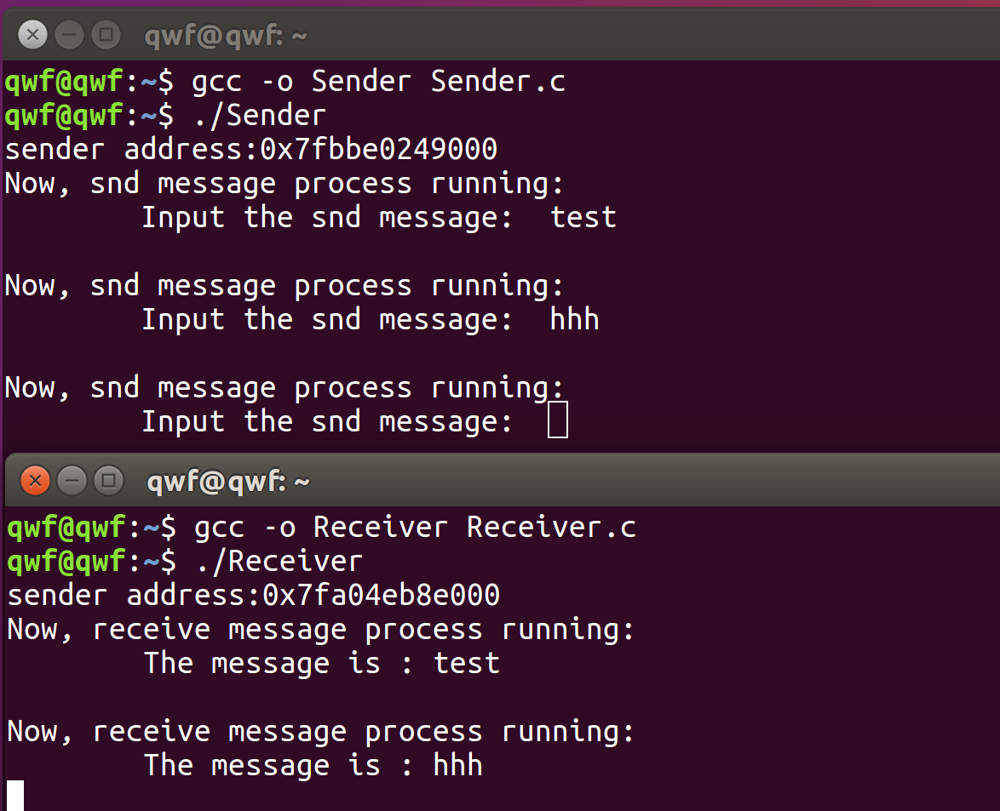 qwf@qwf: ~
qwf@qwf:~$ gcc -o Sender Sender.c
qwf@qwf:~$ ./Sender
sender address:0x7fbbe0249000
Now, snd message process running:
        Input the snd message:  test

Now, snd message process running:
        Input the snd message:  hhh

Now, snd message process running:
        Input the snd message:
qwf@qwf: ~
qwf@qwf:~$ gcc -o Receiver Receiver.c
qwf@qwf:~$ ./Receiver
sender address:0x7fa04eb8e000
Now, receive message process running:
        The message is : test

Now, receive message process running:
        The message is : hhh